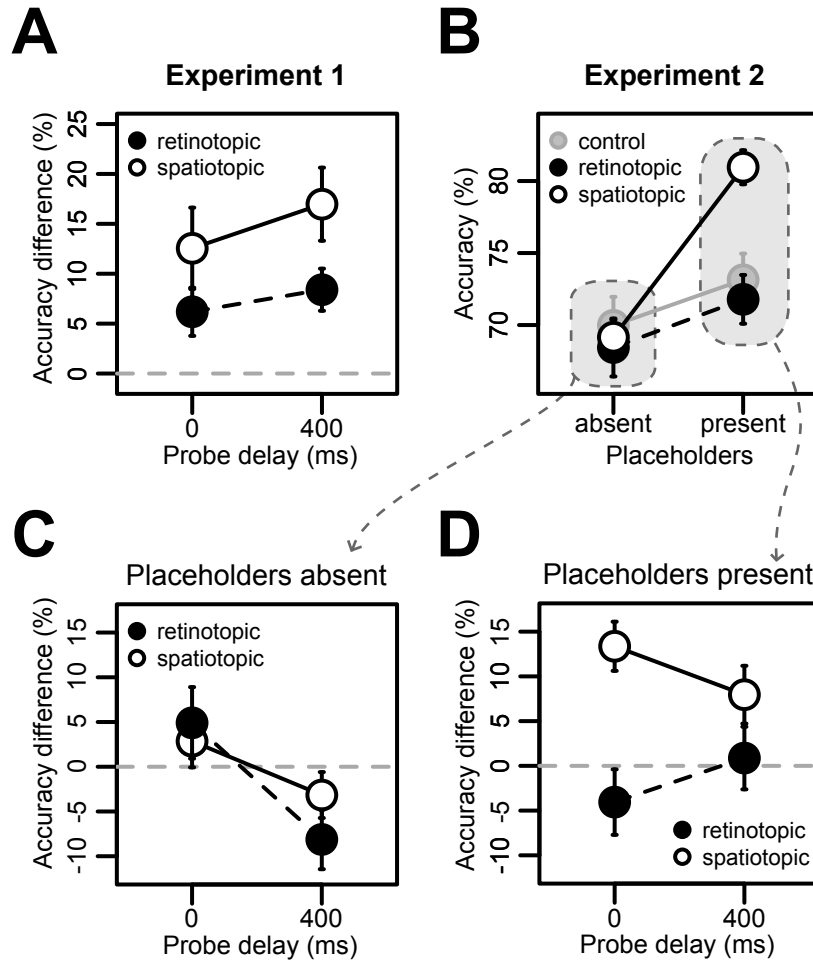 A
Experiment 1
Accuracy difference (%)
25
20
15
10
5
0
retinotopic
spatiotopic
0
400
Probe delay (ms)
B
Experiment 2
Accuracy (%)
80
75
70
control
retinotopic
spatiotopic
absent
present
Placeholders
C
Placeholders absent
Accuracy difference (%)
15
10
5
0
-5
-10
retinotopic
spatiotopic
0
400
Probe delay (ms)
D
Placeholders present
Accuracy difference (%)
15
10
5
0
-5
-10
retinotopic
spatiotopic
0
400
Probe delay (ms)